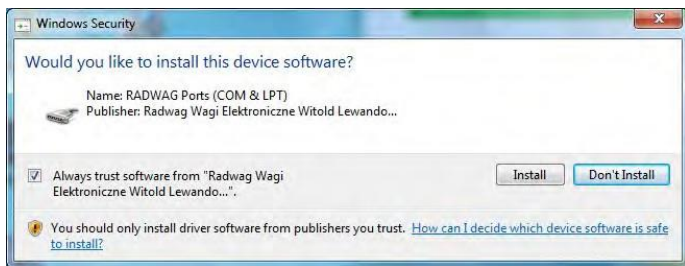 Windows Security
Would you like to install this device software?
Name: RADWAG Ports (COM & LPT)
Publisher: Radwag Wagi Elektroniczne Witold Lewando...
Always trust software from "Radwag Wagi
Elektroniczne Witold Lewando...".
Install
Don't Install
You should only install driver software from publishers you trust. How can I decide which device software is safe
to install?